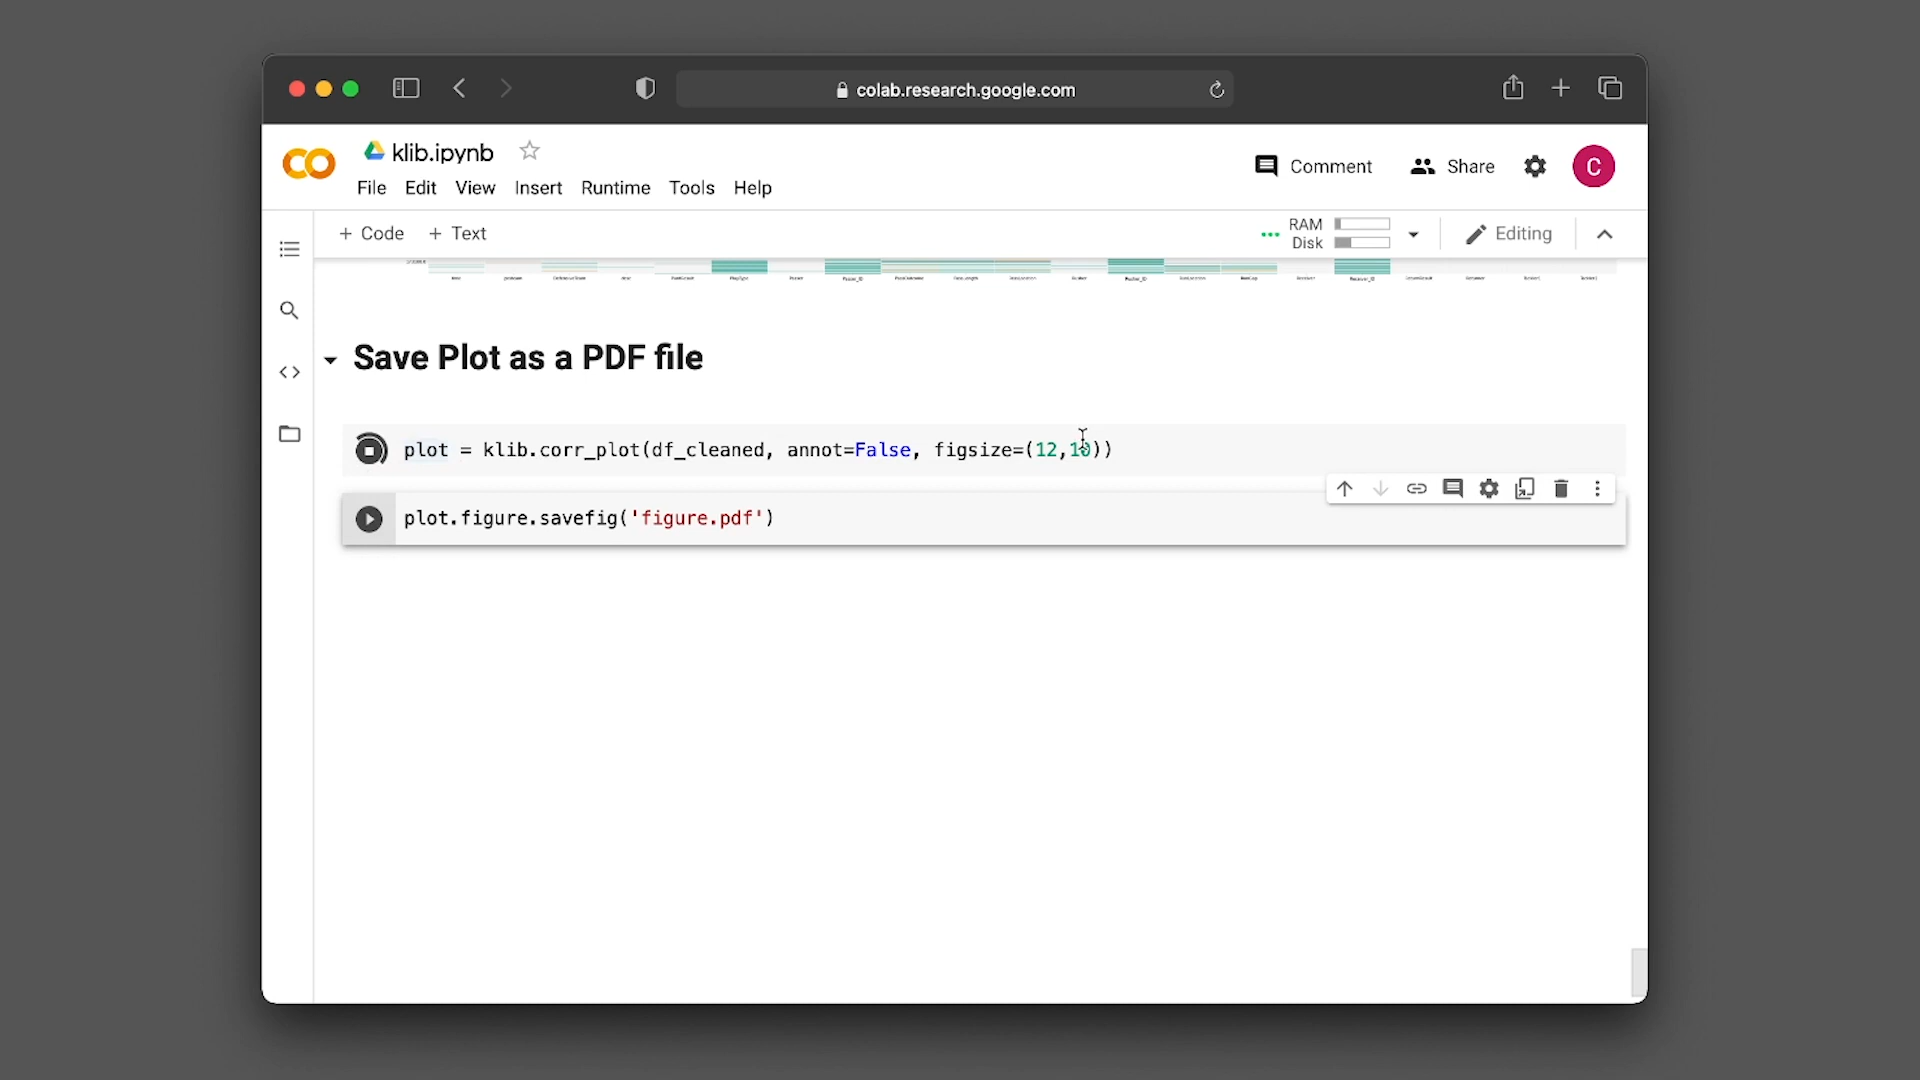 colab.research.google.com
klib.ipynb
Comment
Share
C
File Edit View Insert Runtime Tools Help
+ Code + Text
RAM
Disk
Editing
Save Plot as a PDF file
plot = klib.corr_plot(df_cleaned, annot=False, figsize=(12,10))
plot.figure.savefig('figure.pdf')